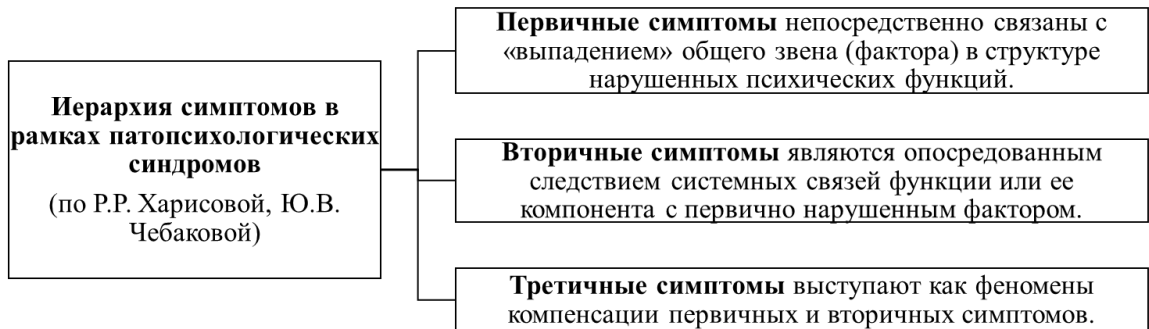 Иерархия симптомов в
рамках патопсихологических
синдромов
(по Р.Р. Харисовой, Ю.В.
Чебаковой)
Первичные симптомы непосредственно связаны с
«выпадением» общего звена (фактора) в структуре
нарушенных психических функций.
Вторичные симптомы являются опосредованным
следствием системных связей функции или ее
компонента с первично нарушенным фактором.
Третичные симптомы выступают как феномены
компенсации первичных и вторичных симптомов.